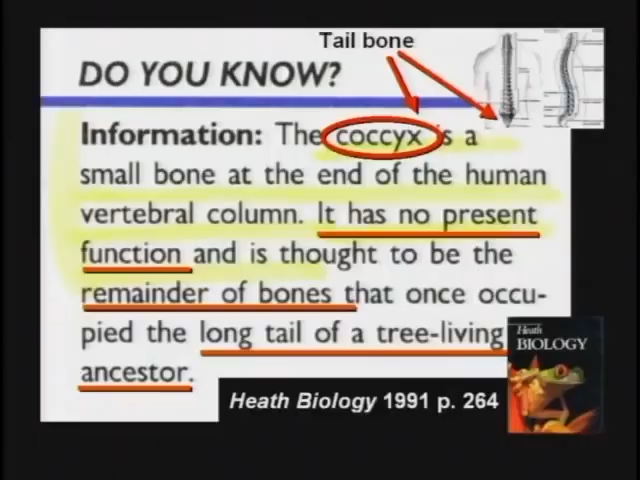 Tail bone
DO YOU KNOW?
Information: The coccyx is a
small bone at the end of the human
vertebral column. It has no present
function and is thought to be the
remainder of bones that once occu-
pied the long tail of a tree-living
ancestor.
Heath Biology 1991 p. 264
Heath
BIOLOGY